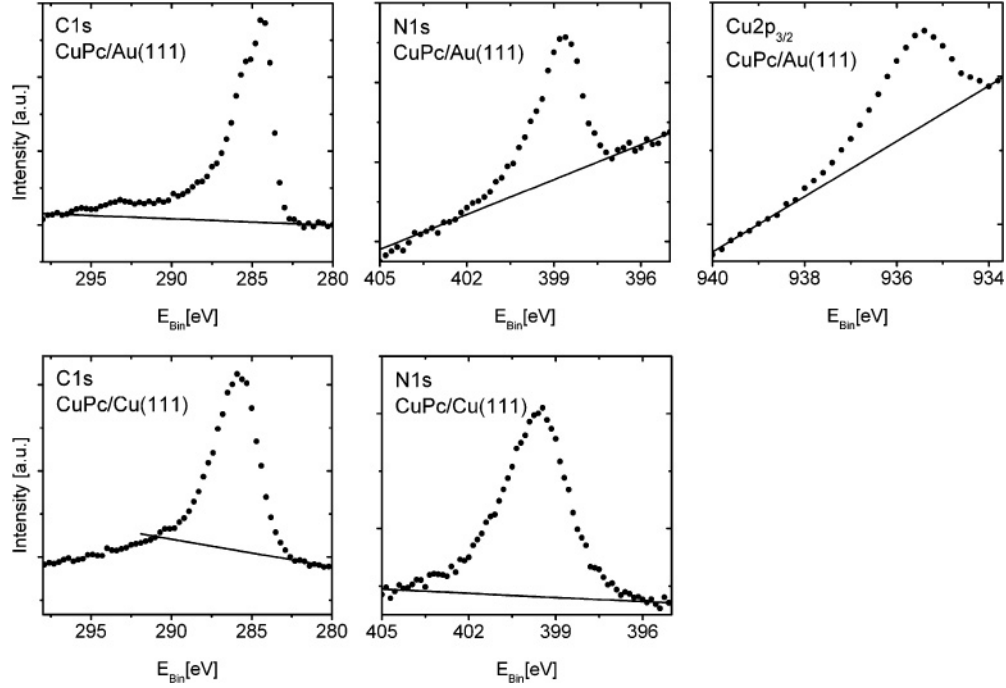 C1s
CuPc/Au(111)
Intensity [a.u.]
295 290 285 280
E_Bin[eV]
N1s
CuPc/Au(111)
405 402 399 396
E_Bin[eV]
Cu2p_3/2
CuPc/Au(111)
940 938 936 934
E_Bin[eV]
C1s
CuPc/Cu(111)
Intensity [a.u.]
295 290 285 280
E_Bin[eV]
N1s
CuPc/Cu(111)
405 402 399 396
E_Bin[eV]